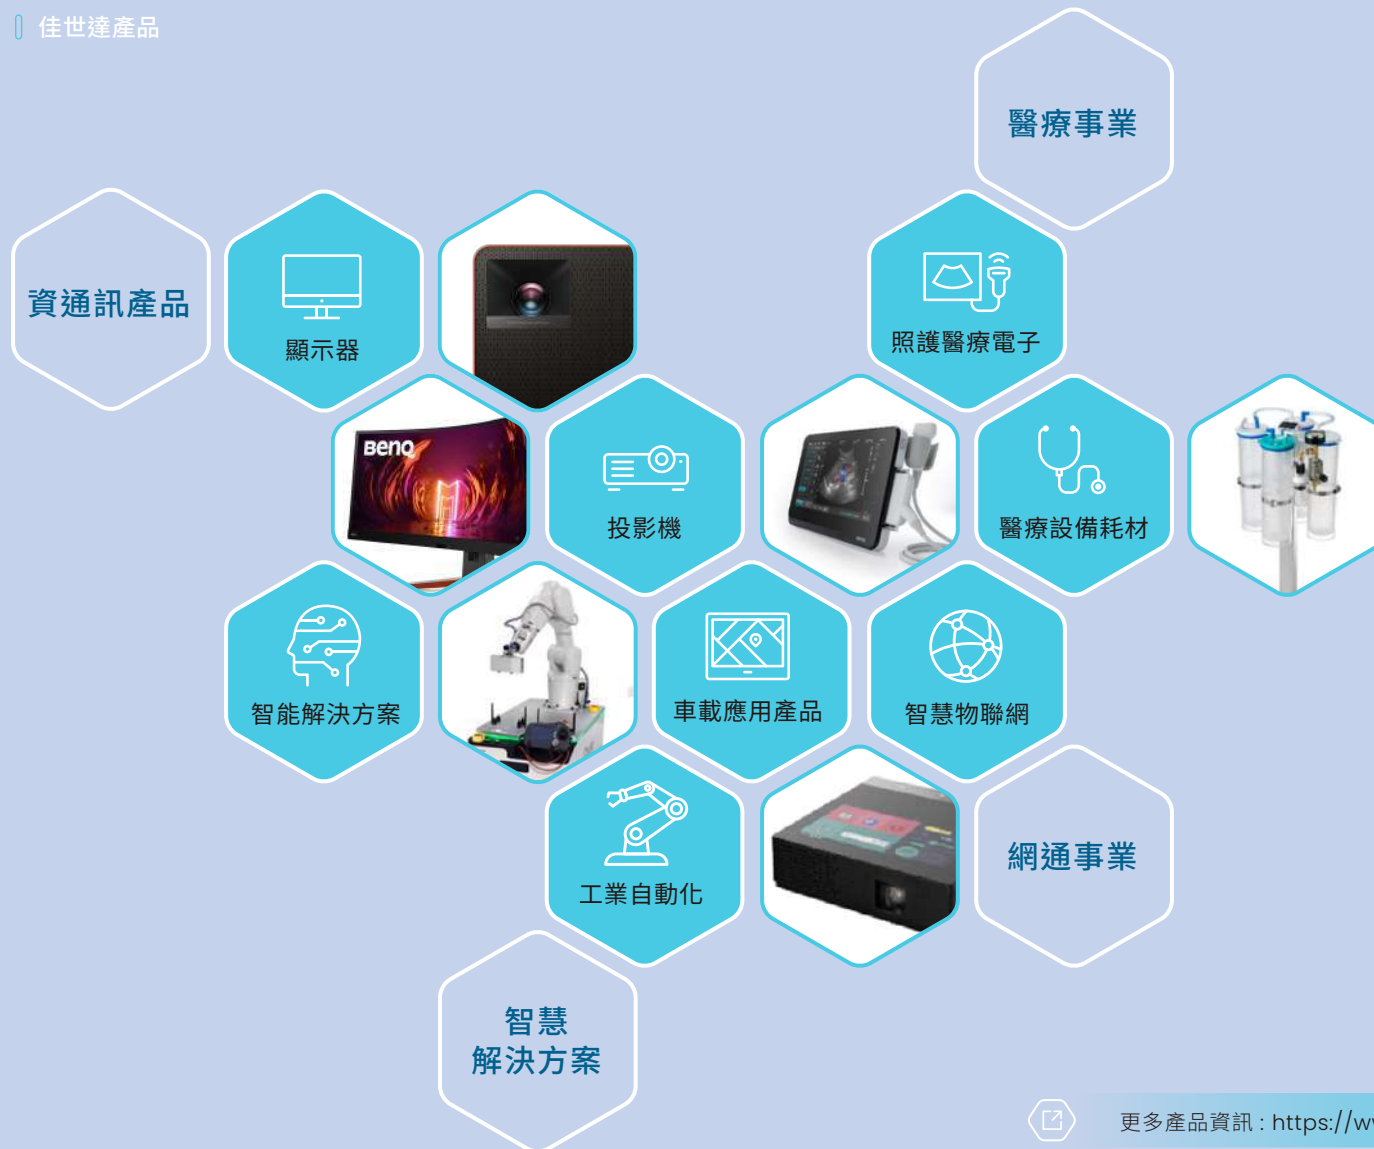 佳世達產品
醫療事業
資通訊產品
顯示器
照護醫療電子
BenQ
投影機
醫療設備耗材
智能解決方案
車載應用產品
智慧物聯網
工業自動化
網通事業
智慧
解決方案
更多產品資訊 : https://w